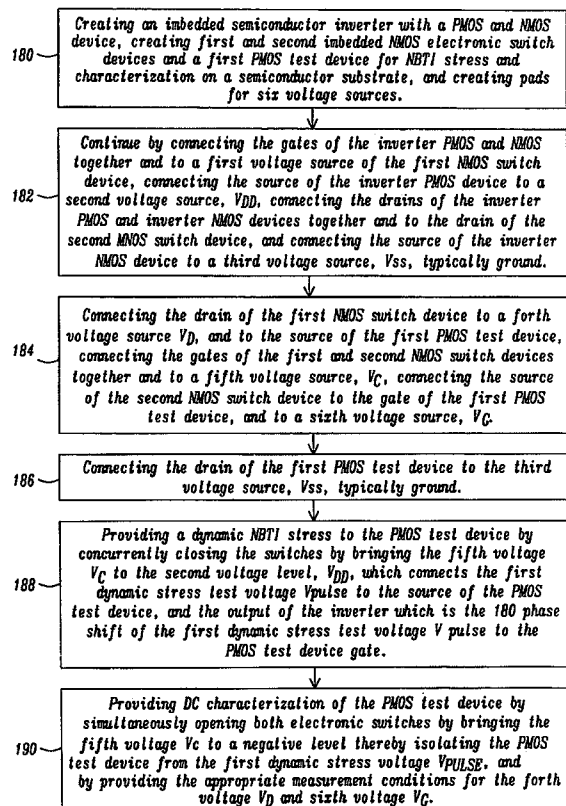 180
Creating an imbedded semiconductor inverter with a PMOS and NMOS
device, creating first and second imbedded NMOS electronic switch
devices and a first PMOS test device for NBTI stress and
characterization on a semiconductor substrate, and creating pads
for six voltage sources.
182
Continue by connecting the gates of the inverter PMOS and NMOS
together and to a first voltage source of the first NMOS switch
device, connecting the source of the inverter PMOS device to a
second voltage source, VDD, connecting the drains of the inverter
PMOS and inverter NMOS devices together and to the drain of the
second MNOS switch device, and connecting the source of the inverter
NMOS device to a third voltage source, Vss, typically ground.
184
Connecting the drain of the first NMOS switch device to a forth
voltage source VD, and to the source of the first PMOS test device,
connecting the gates of the first and second NMOS switch devices
together and to a fifth voltage source, VC, connecting the source
of the second NMOS switch device to the gate of the first PMOS
test device, and to a sixth voltage source, VG.
186
Connecting the drain of the first PMOS test device to the third
voltage source, Vss, typically ground.
188
Providing a dynamic NBTI stress to the PMOS test device by
concurrently closing the switches by bringing the fifth voltage
VC to the second voltage level, VDD, which connects the first
dynamic stress test voltage Vpulse to the source of the PMOS
test device, and the output of the inverter which is the 180 phase
shift of the first dynamic stress test voltage V pulse to the
PMOS test device gate.
190
Providing DC characterization of the PMOS test device by
simultaneously opening both electronic switches by bringing the
fifth voltage Vc to a negative level thereby isolating the PMOS
test device from the first dynamic stress voltage VPULSE, and
by providing the appropriate measurement conditions for the forth
voltage VD and sixth voltage VG.